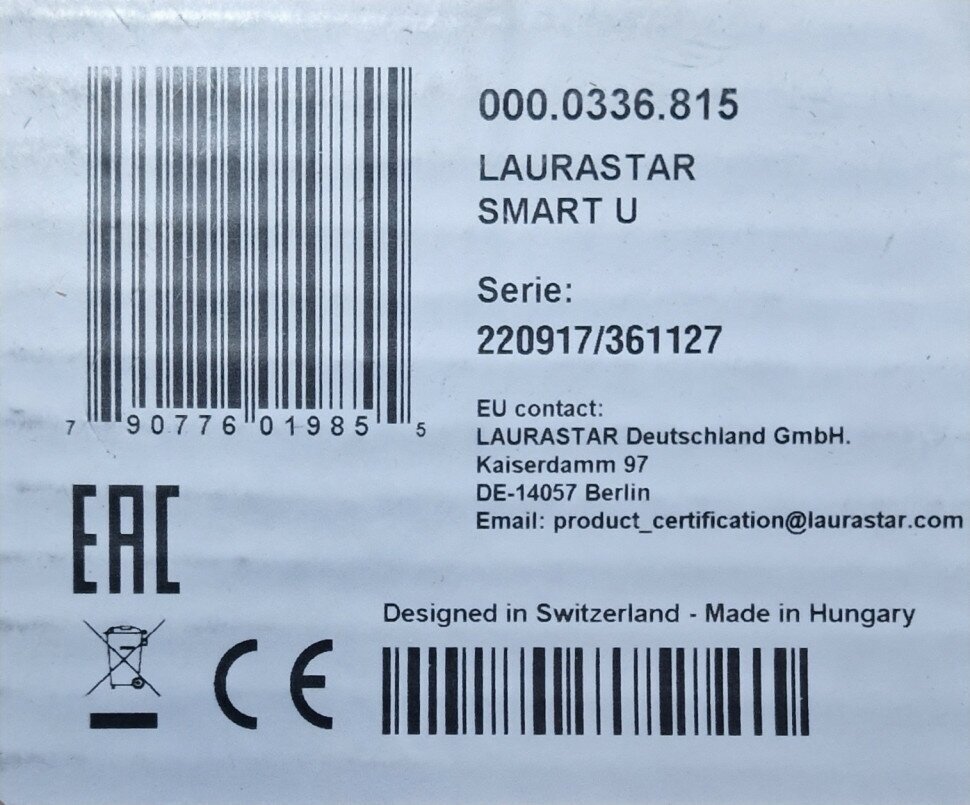 000.0336.815
LAURASTAR
SMART U
Serie:
220917/361127
7 90776 01985 5
EU contact:
LAURASTAR Deutschland GmbH.
Kaiserdamm 97
DE-14057 Berlin
Email: product_certification@laurastar.com
EAC
Designed in Switzerland - Made in Hungary
CE